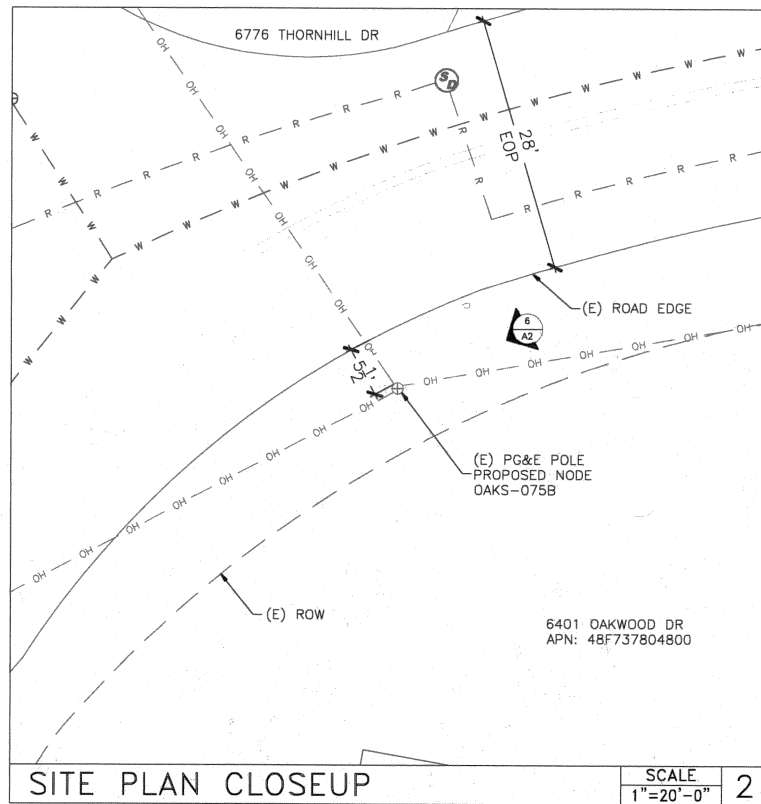 6776 THORNHILL DR
SD
28'
EOP
(E) ROAD EDGE
6
A2
5 1/2'
(E) PG&E POLE
PROPOSED NODE
OAKS-075B
(E) ROW
6401 OAKWOOD DR
APN: 48F737804800
SITE PLAN CLOSEUP
SCALE
1"=20'-0"
2